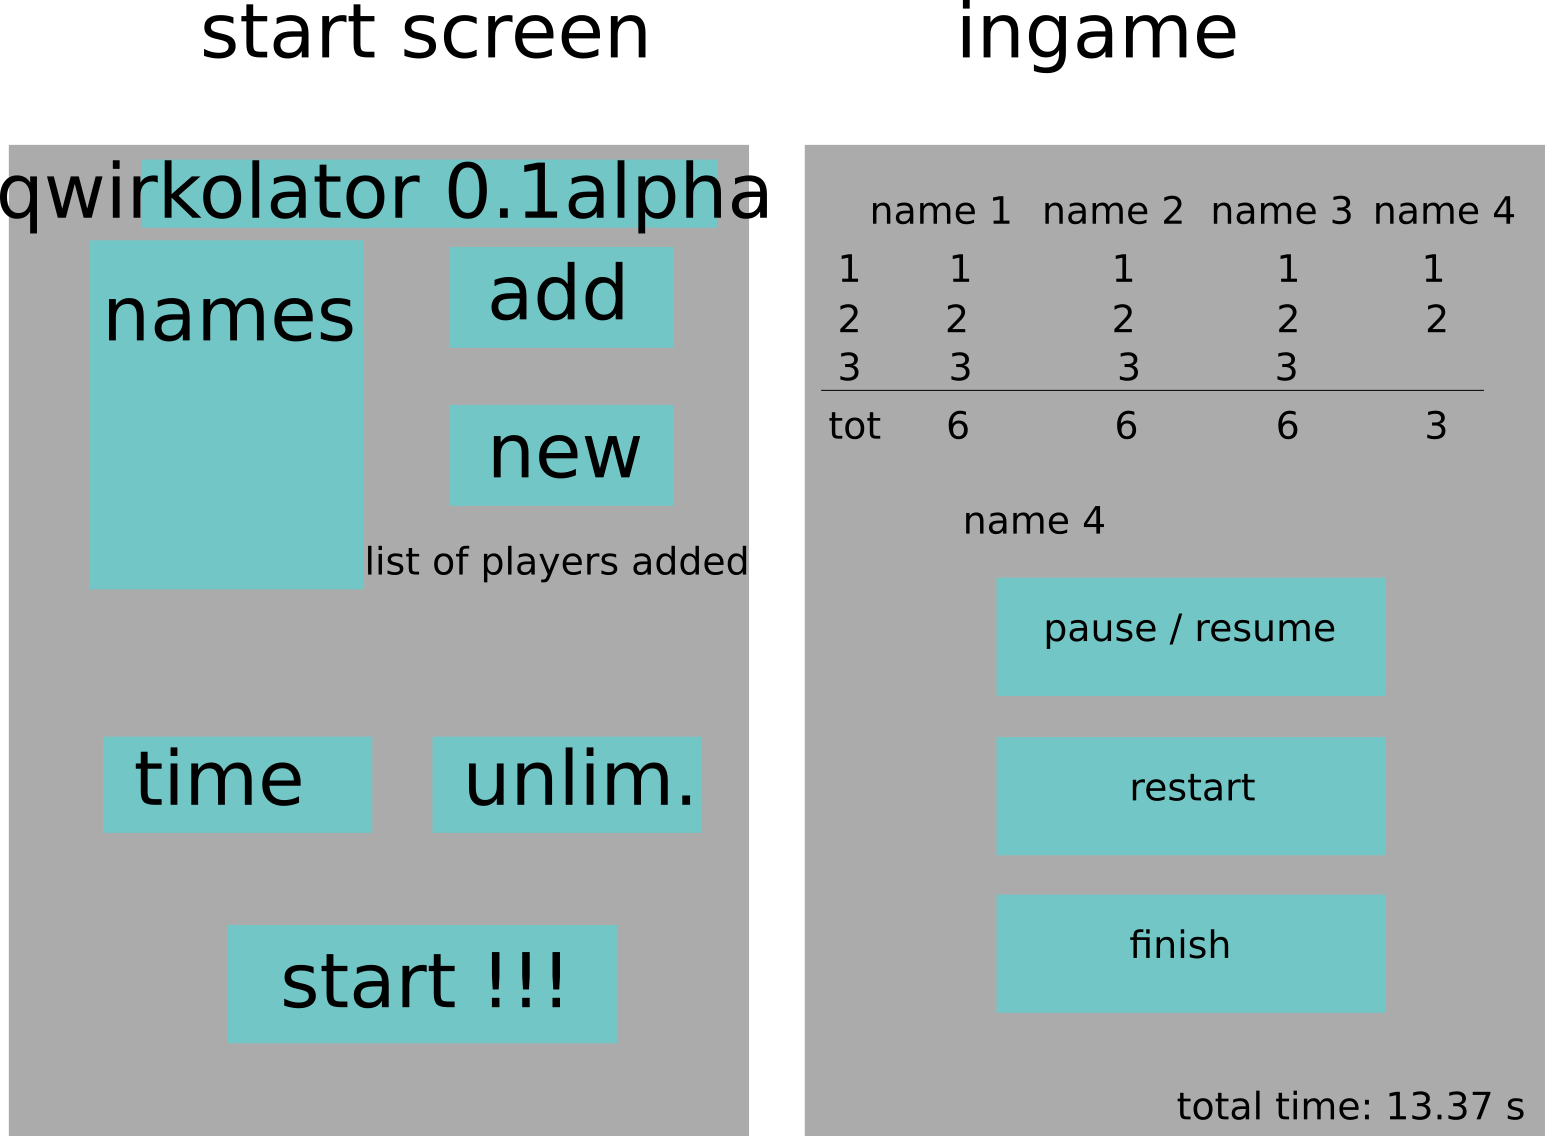 start screen
qwirkolator 0.1alpha
names
add
new
list of players added
time
unlim.
start !!!
ingame
name 1 name 2 name 3 name 4
1 1 1 1 1
2 2 2 2 2
3 3 3 3
tot 6 6 6 3
name 4
pause / resume
restart
finish
total time: 13.37 s